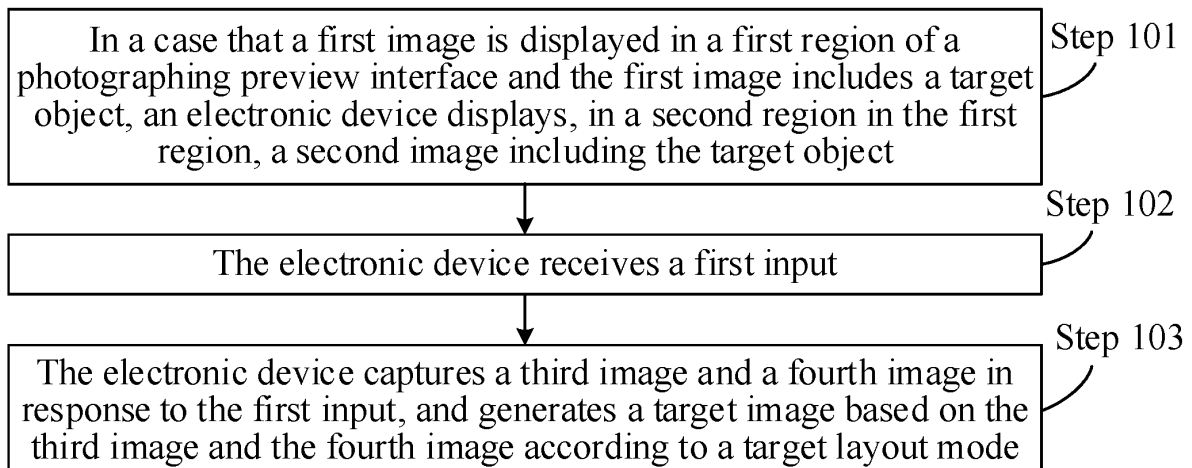 In a case that a first image is displayed in a first region of a
photographing preview interface and the first image includes a target
object, an electronic device displays, in a second region in the first
region, a second image including the target object
Step 101
The electronic device receives a first input
Step 102
The electronic device captures a third image and a fourth image in
response to the first input, and generates a target image based on the
third image and the fourth image according to a target layout mode
Step 103